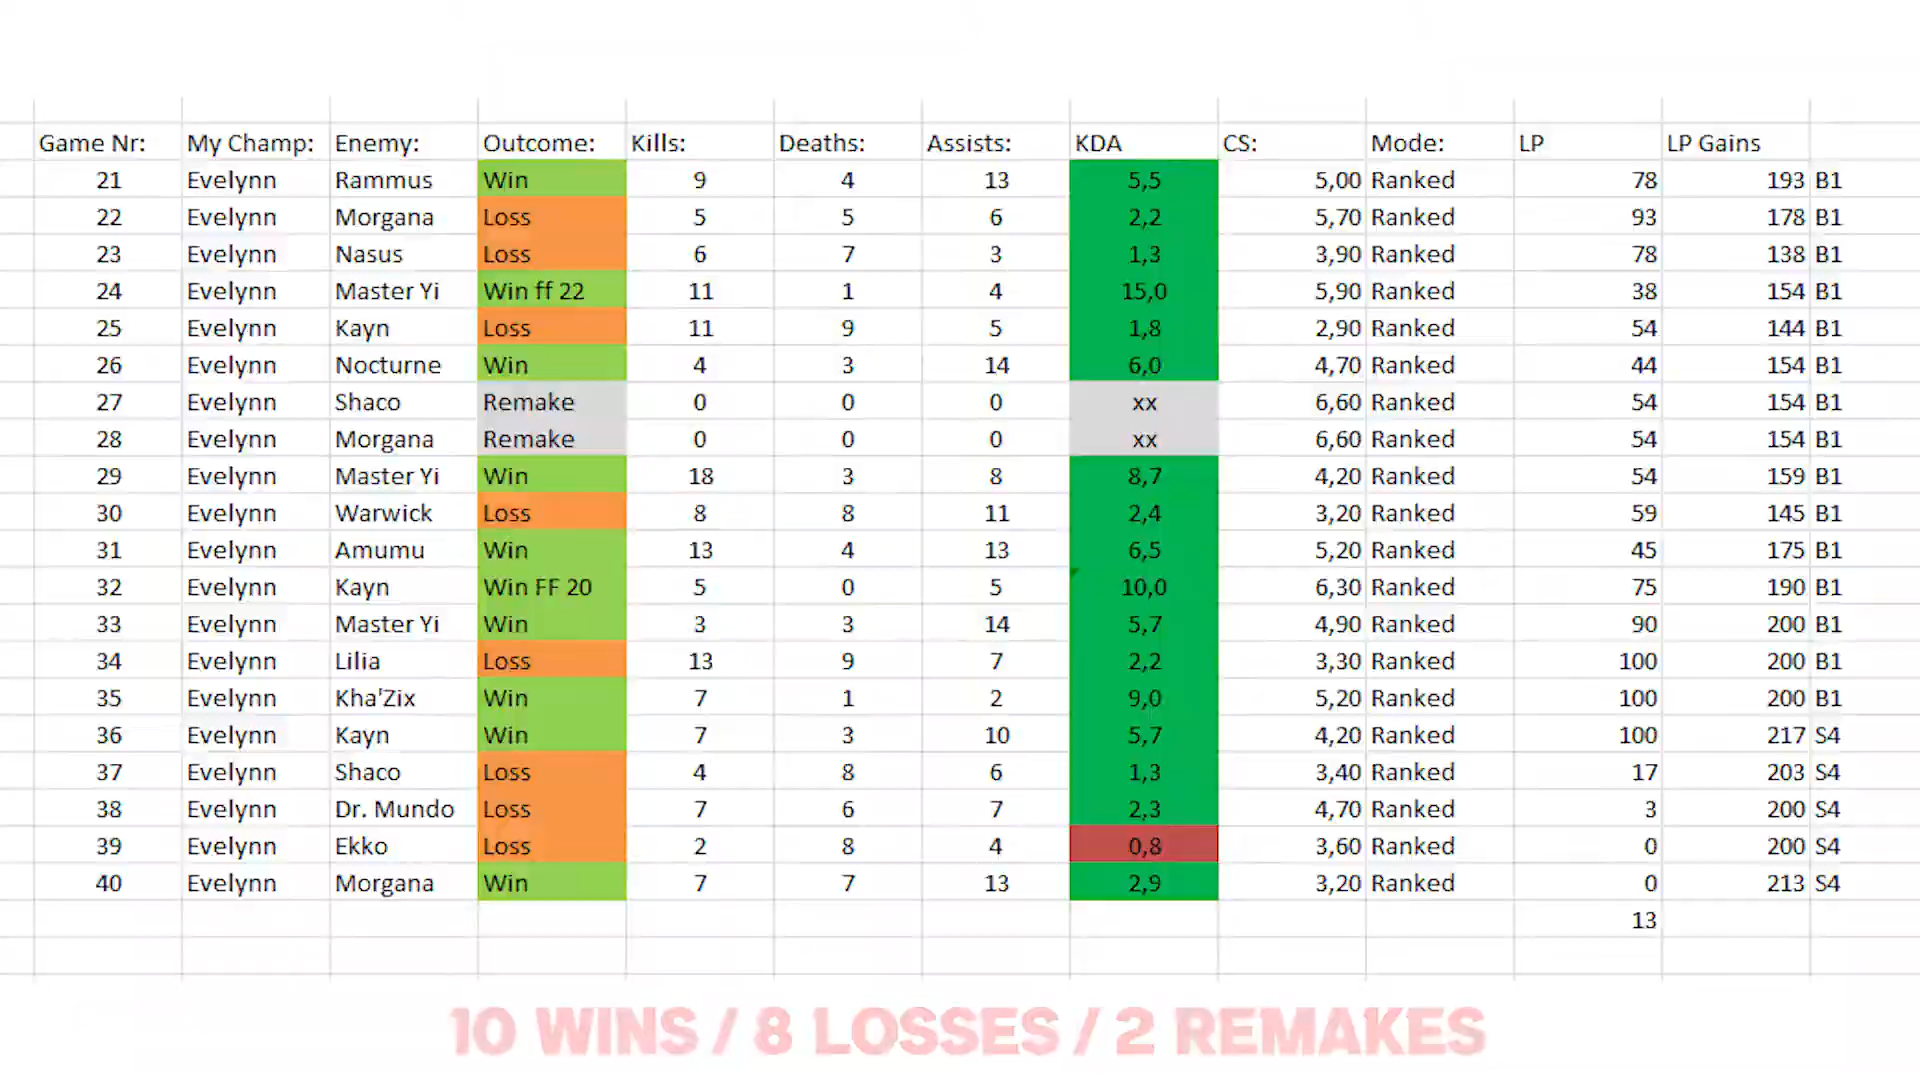 Game Nr: My Champ: Enemy: Outcome: Kills: Deaths: Assists: KDA CS: Mode: LP LP Gains
21 Evelynn Rammus Win 9 4 13 5,5 5,00 Ranked 78 193 B1
22 Evelynn Morgana Loss 5 5 6 2,2 5,70 Ranked 93 178 B1
23 Evelynn Nasus Loss 6 7 3 1,3 3,90 Ranked 78 138 B1
24 Evelynn Master Yi Win ff 22 11 1 4 15,0 5,90 Ranked 38 154 B1
25 Evelynn Kayn Loss 11 9 5 1,8 2,90 Ranked 54 144 B1
26 Evelynn Nocturne Win 4 3 14 6,0 4,70 Ranked 44 154 B1
27 Evelynn Shaco Remake 0 0 0 xx 6,60 Ranked 54 154 B1
28 Evelynn Morgana Remake 0 0 0 xx 6,60 Ranked 54 154 B1
29 Evelynn Master Yi Win 18 3 8 8,7 4,20 Ranked 54 159 B1
30 Evelynn Warwick Loss 8 8 11 2,4 3,20 Ranked 59 145 B1
31 Evelynn Amumu Win 13 4 13 6,5 5,20 Ranked 45 175 B1
32 Evelynn Kayn Win FF 20 5 0 5 10,0 6,30 Ranked 75 190 B1
33 Evelynn Master Yi Win 3 3 14 5,7 4,90 Ranked 90 200 B1
34 Evelynn Lilia Loss 13 9 7 2,2 3,30 Ranked 100 200 B1
35 Evelynn Kha'Zix Win 7 1 2 9,0 5,20 Ranked 100 200 B1
36 Evelynn Kayn Win 7 3 10 5,7 4,20 Ranked 100 217 S4
37 Evelynn Shaco Loss 4 8 6 1,3 3,40 Ranked 17 203 S4
38 Evelynn Dr. Mundo Loss 7 6 7 2,3 4,70 Ranked 3 200 S4
39 Evelynn Ekko Loss 2 8 4 0,8 3,60 Ranked 0 200 S4
40 Evelynn Morgana Win 7 7 13 2,9 3,20 Ranked 0 213 S4
13
10 WINS / 8 LOSSES / 2 REMAKES